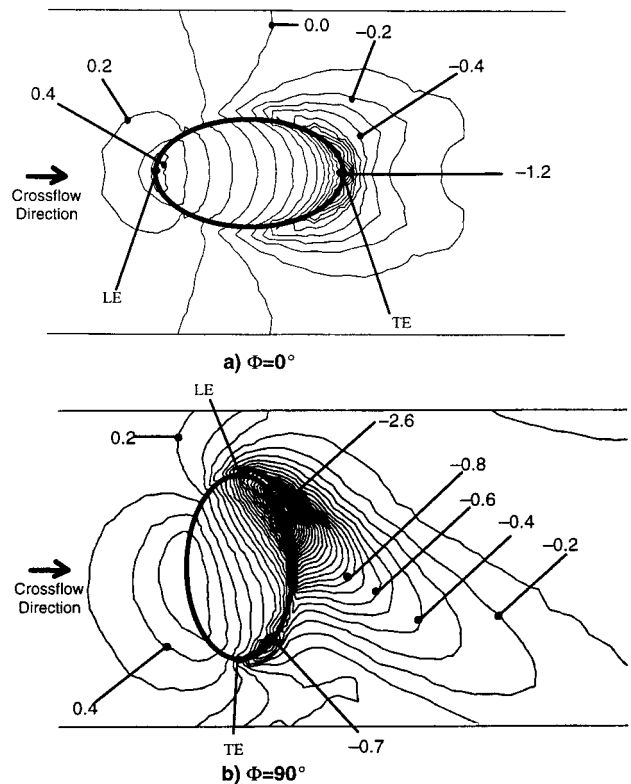 0.0
−0.2
0.2
−0.4
0.4
Crossflow
Direction
−1.2
LE
TE
a) Φ=0°
LE
0.2
−2.6
−0.8
−0.6
−0.4
−0.2
Crossflow
Direction
0.4
TE
−0.7
b) Φ=90°